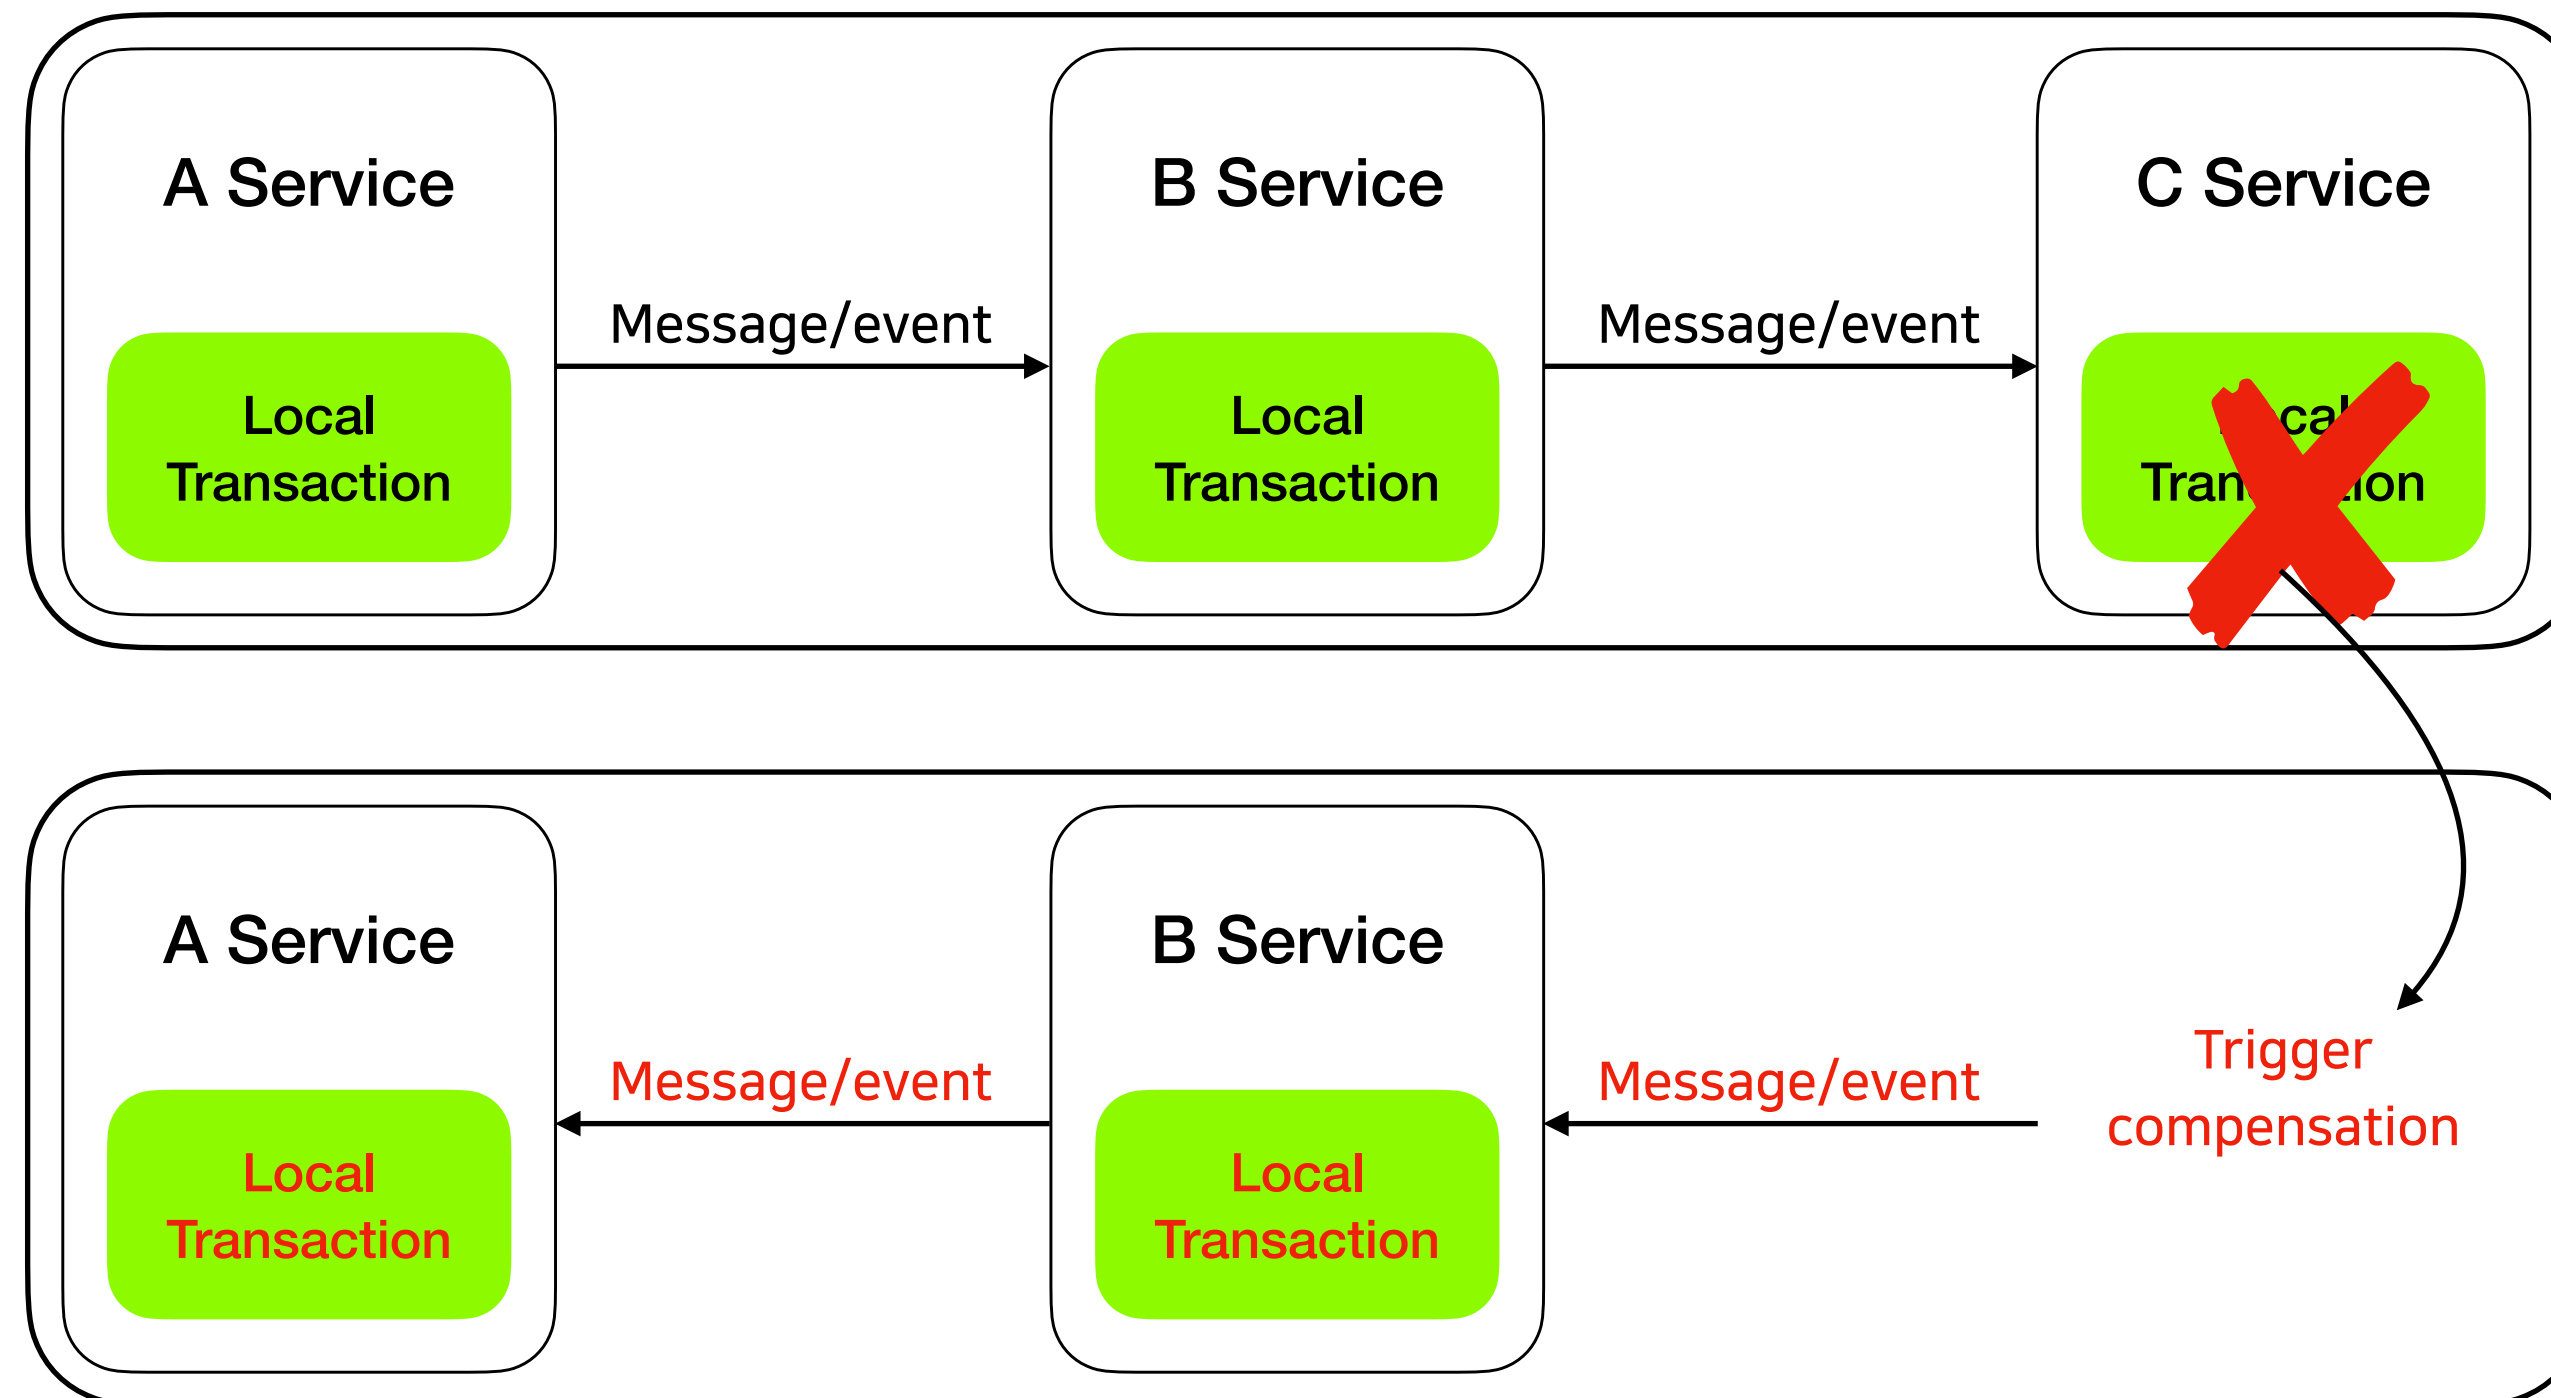 A Service
B Service
C Service
Message/event
Message/event
Local
Transaction
Local
Transaction
A Service
B Service
Trigger
compensation
Message/event
Message/event
Local
Transaction
Local
Transaction